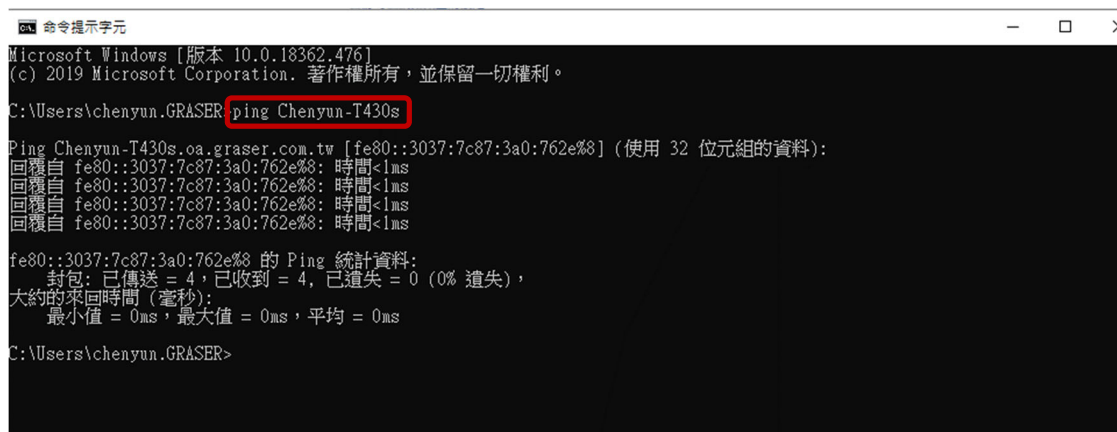 命令提示字元
Microsoft Windows [版本 10.0.18362.476]
(c) 2019 Microsoft Corporation. 著作權所有，並保留一切權利。
C:\Users\chenyun.GRASER>ping Chenyun-T430s
Ping Chenyun-T430s.oa.graser.com.tw [fe80::3037:7c87:3a0:762e%8] (使用 32 位元組的資料):
回覆自 fe80::3037:7c87:3a0:762e%8: 時間<1ms
回覆自 fe80::3037:7c87:3a0:762e%8: 時間<1ms
回覆自 fe80::3037:7c87:3a0:762e%8: 時間<1ms
回覆自 fe80::3037:7c87:3a0:762e%8: 時間<1ms
fe80::3037:7c87:3a0:762e%8 的 Ping 統計資料:
封包: 已傳送 = 4，已收到 = 4, 已遺失 = 0 (0% 遺失)，
大約的來回時間 (毫秒):
最小值 = 0ms，最大值 = 0ms，平均 = 0ms
C:\Users\chenyun.GRASER>